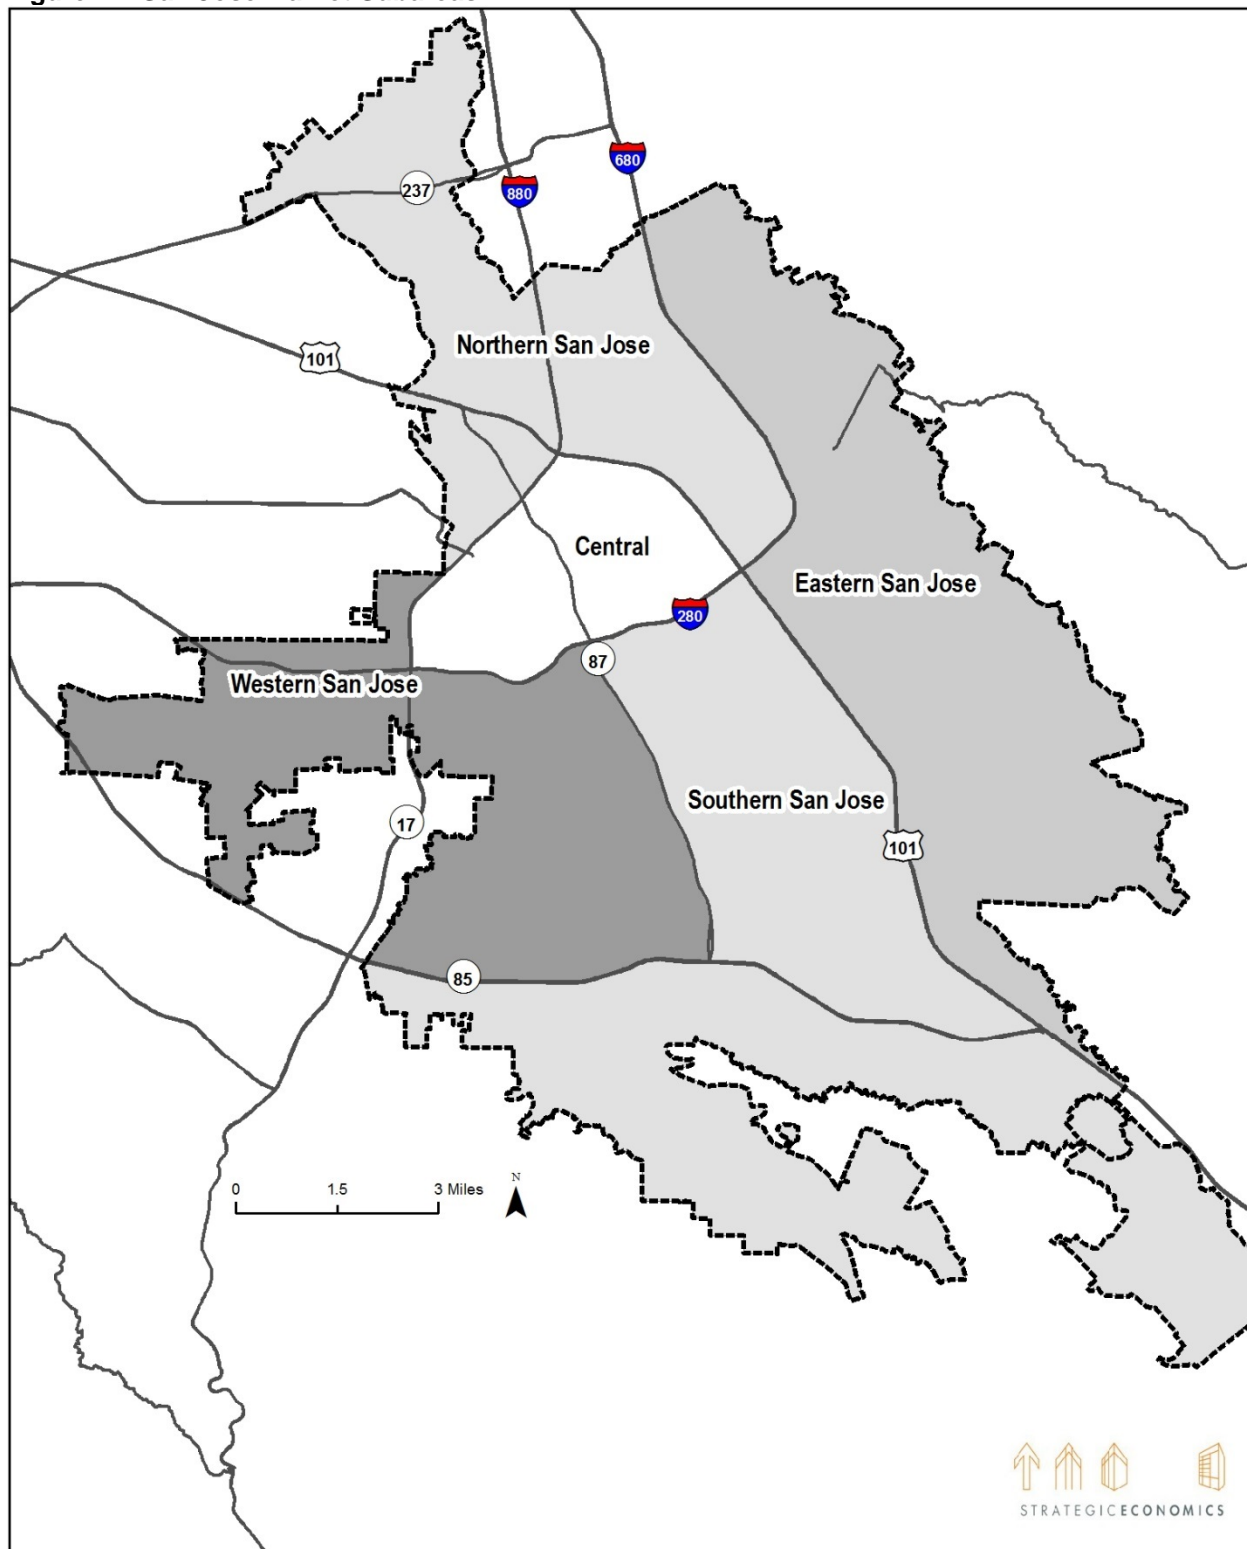 680
237
880
Northern San Jose
101
Central
Eastern San Jose
280
87
Western San Jose
Southern San Jose
17
101
85
N
0 1.5 3 Miles
STRATEGICECONOMICS